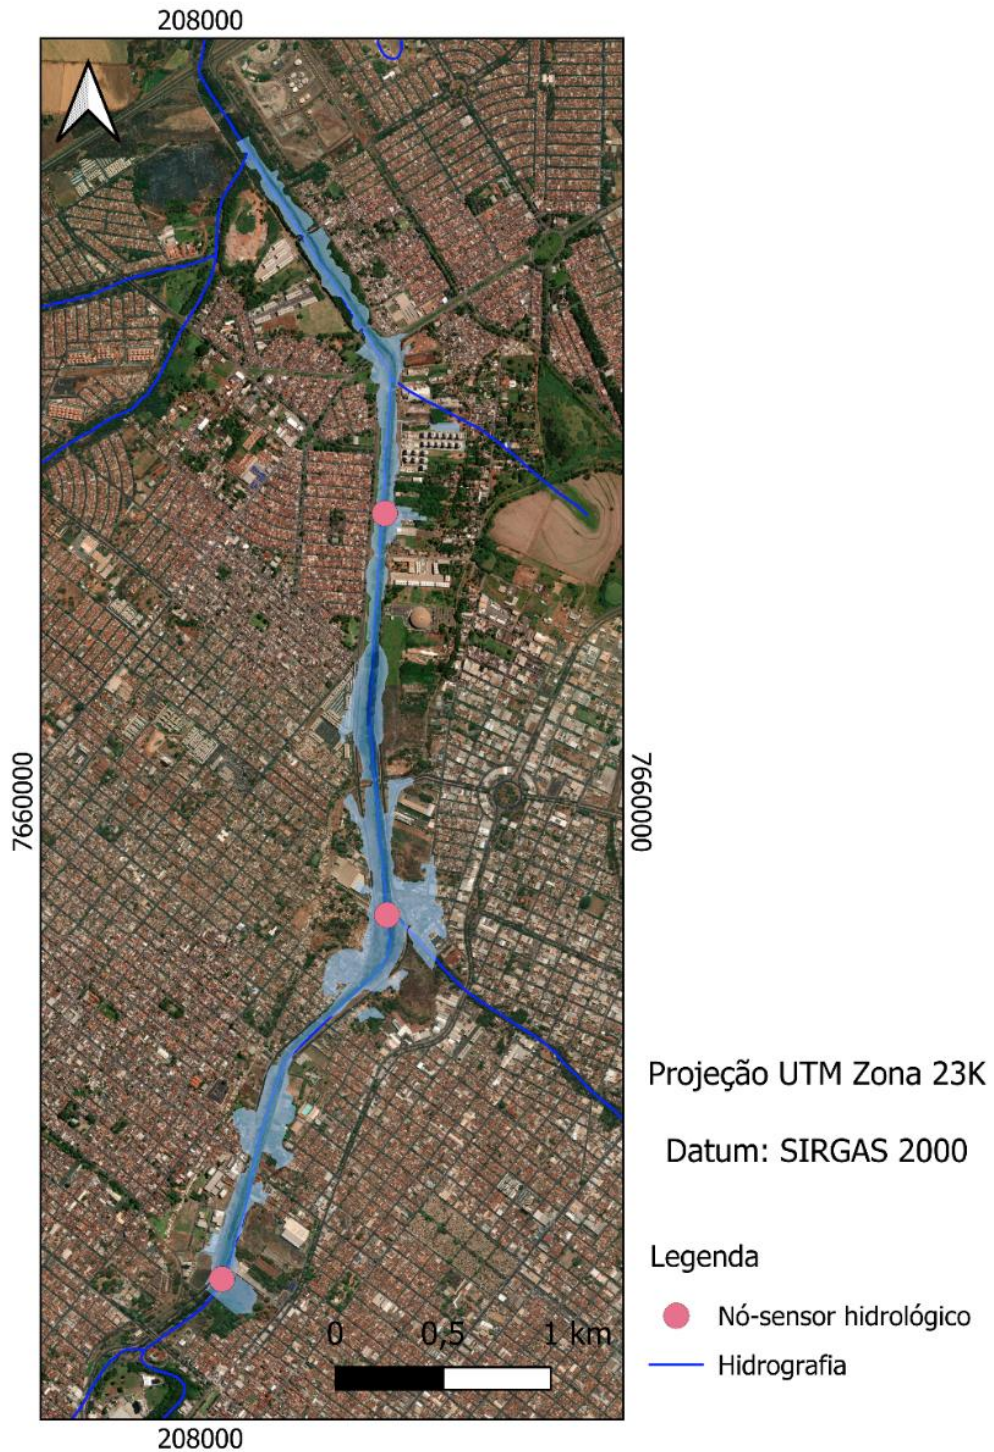 208000
7660000
7660000
Projeção UTM Zona 23K
Datum: SIRGAS 2000
Legenda
Nó-sensor hidrológico
Hidrografia
0 0,5 1 km
208000